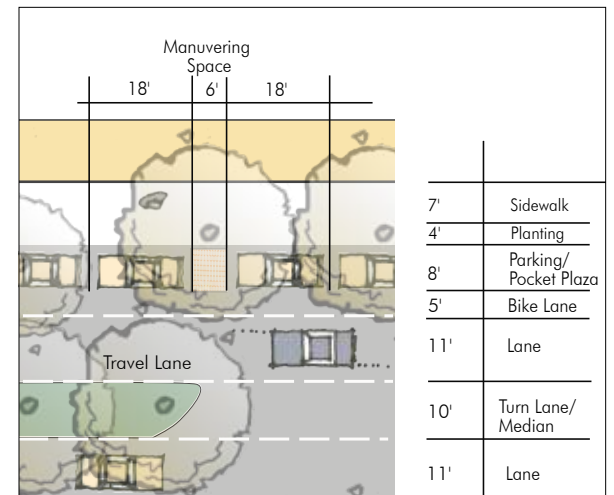 Manuvering
Space
18' 6' 18'
7' Sidewalk
4' Planting
8' Parking/
Pocket Plaza
5' Bike Lane
11' Lane
Travel Lane
10' Turn Lane/
Median
11' Lane